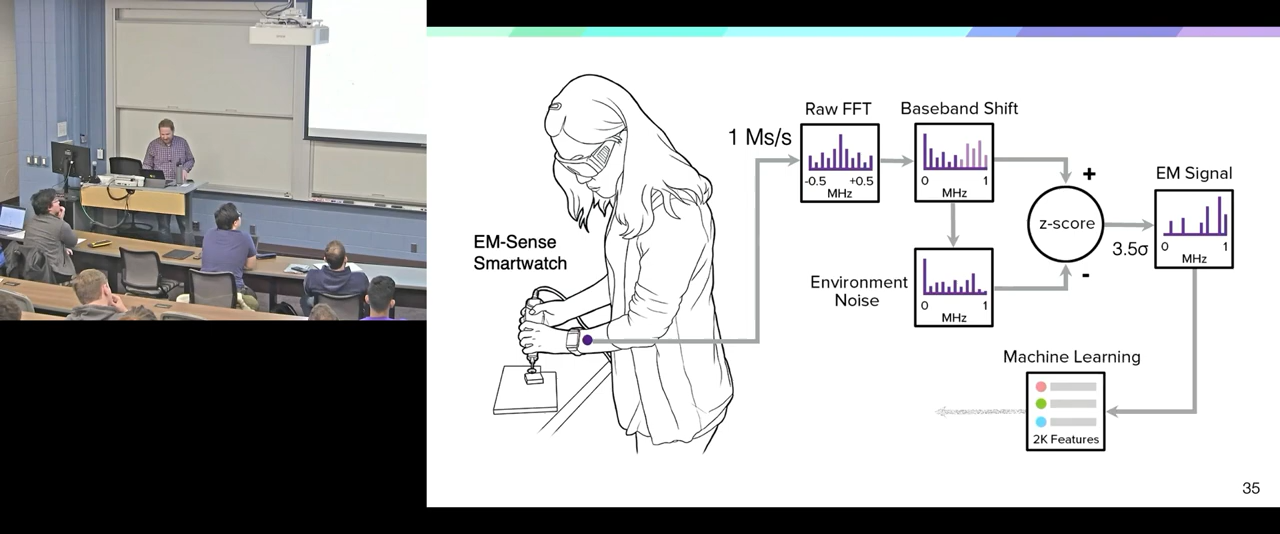 EM-Sense
Smartwatch
1 Ms/s
Raw FFT
-0.5 +0.5
MHz
Baseband Shift
0 1
MHz
Environment
Noise
0 1
MHz
+
z-score
-
3.5σ
EM Signal
0 1
MHz
Machine Learning
2K Features
35